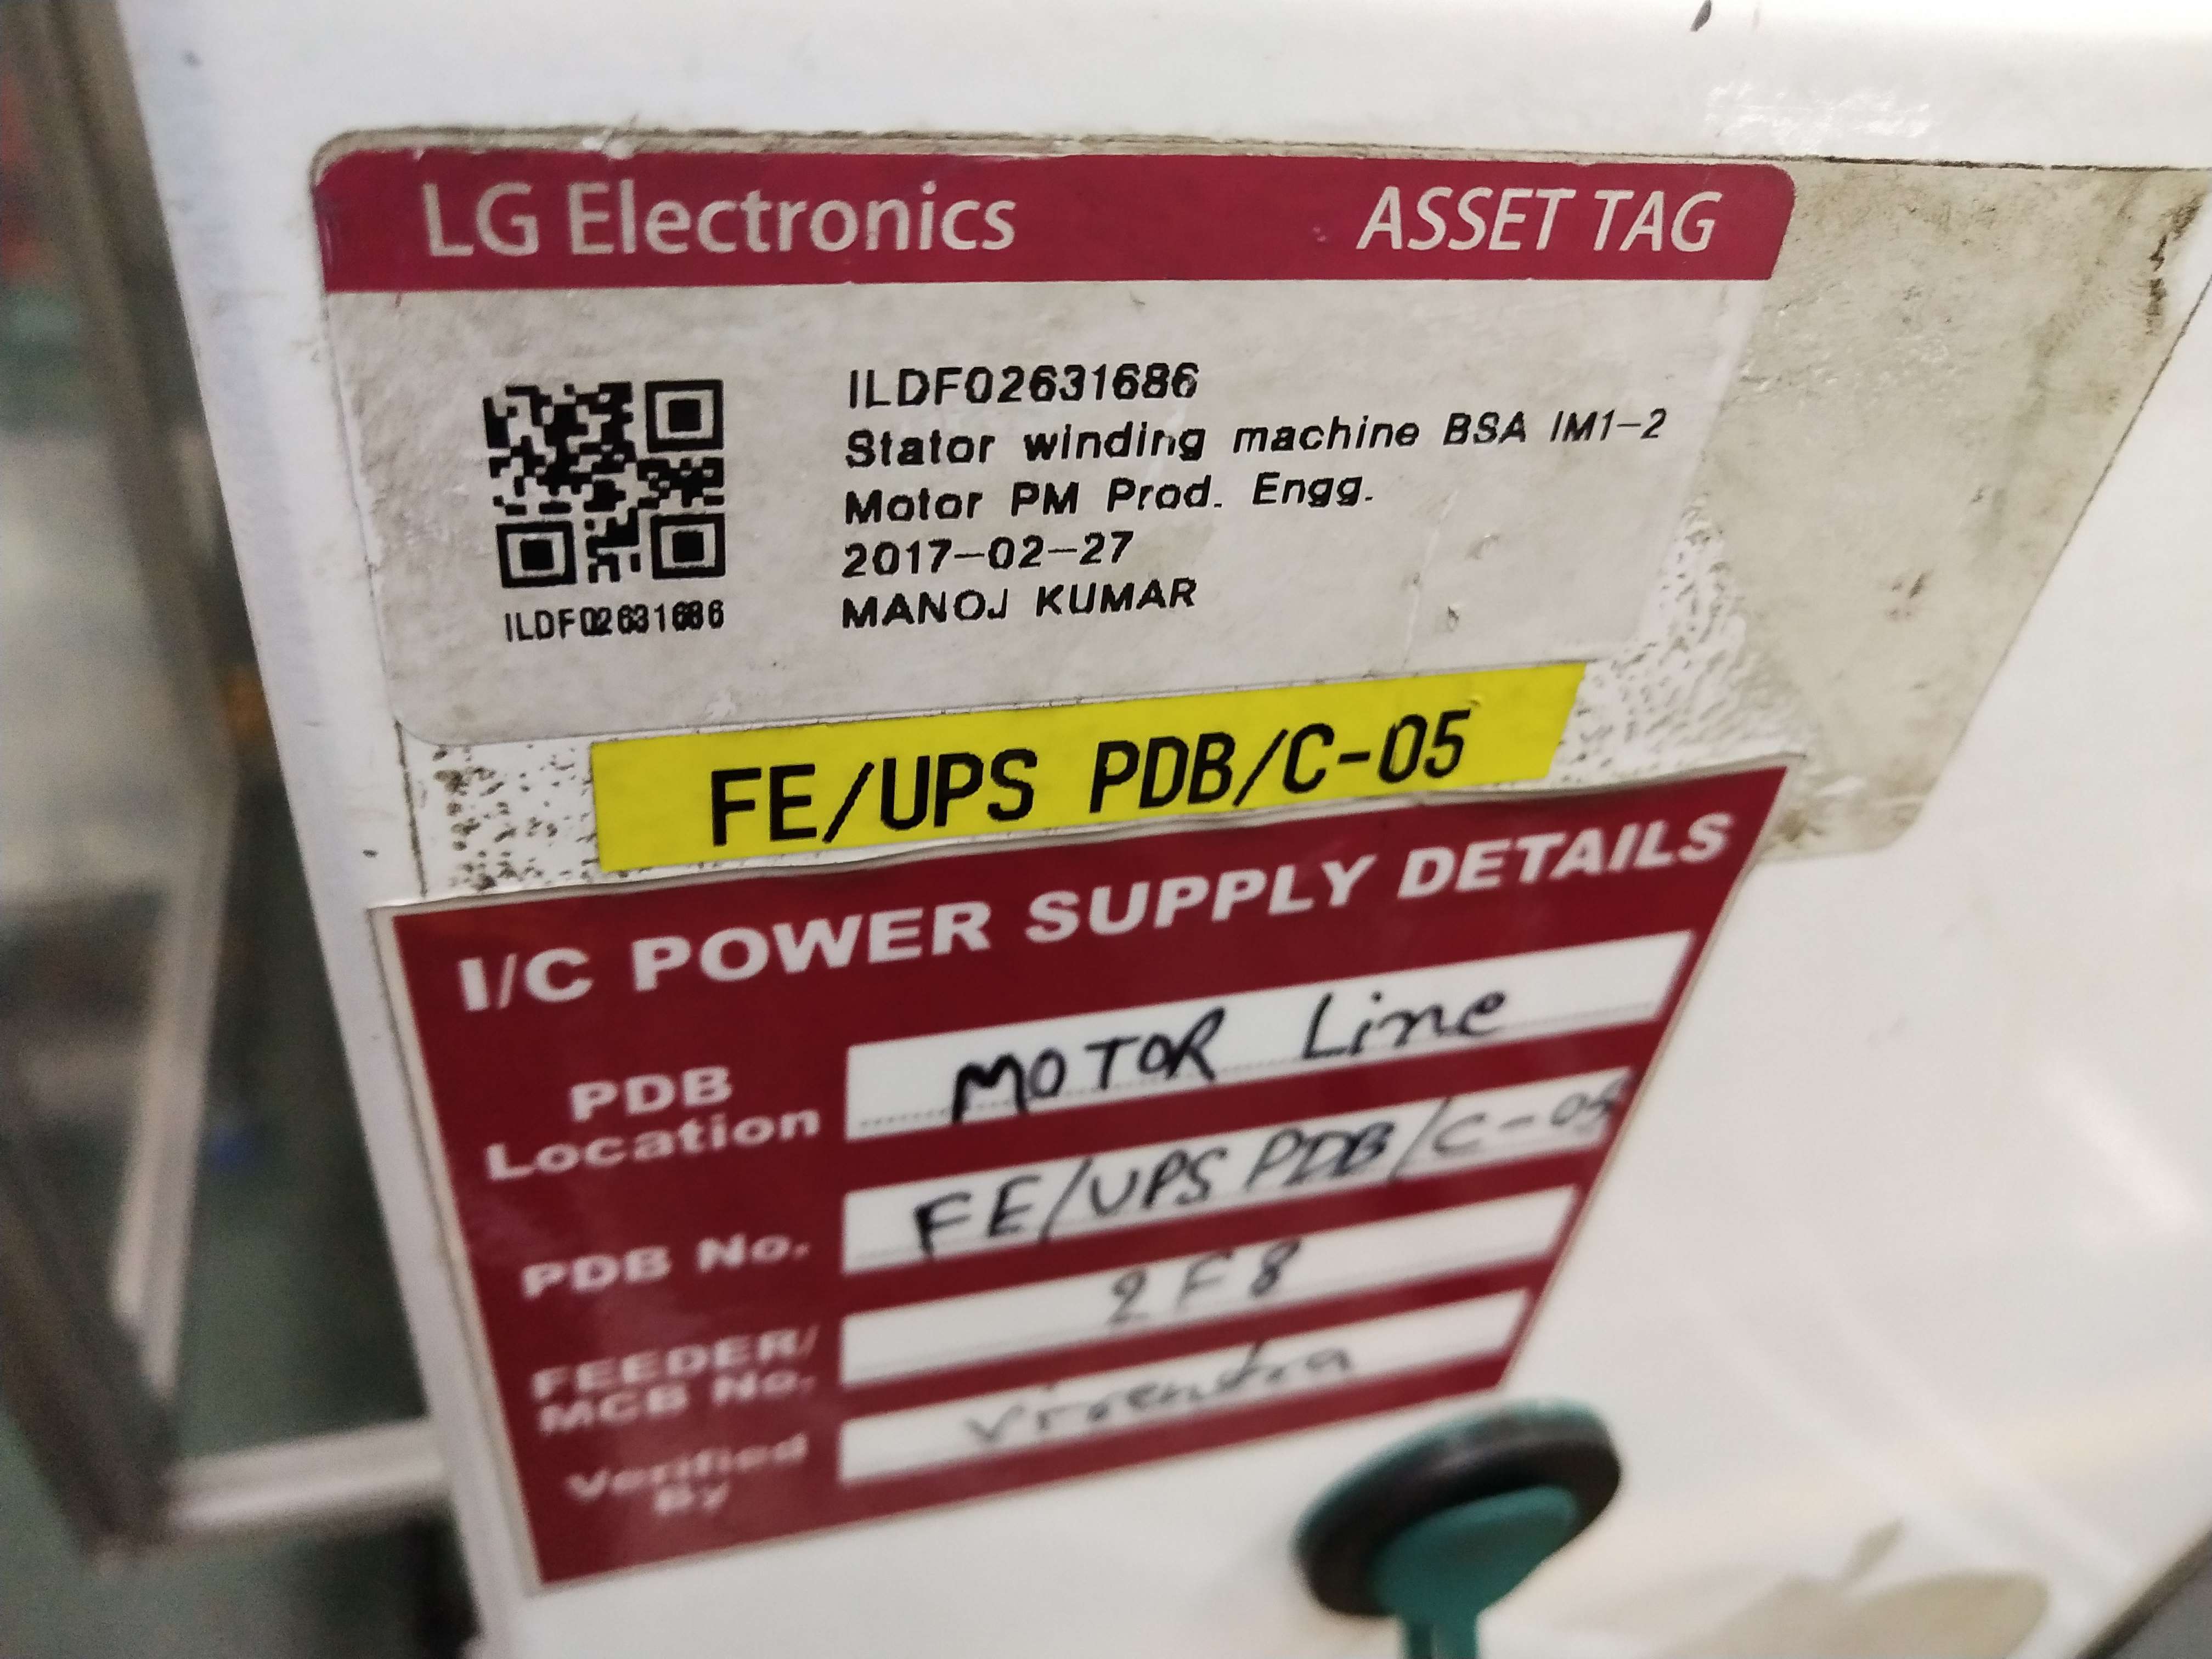 LG Electronics ASSET TAG
ILDF02631686
Stator winding machine BSA IM1-2
Motor PM Prod. Engg.
2017-02-27
MANOJ KUMAR
ILDF02631686
FE/UPS PDB/C-05
I/C POWER SUPPLY DETAILS
PDB Location MOTOR Line
PDB No. FE/UPS PDB/C-05
FEEDER/ MCB No. 2F8
Verified By Virendra